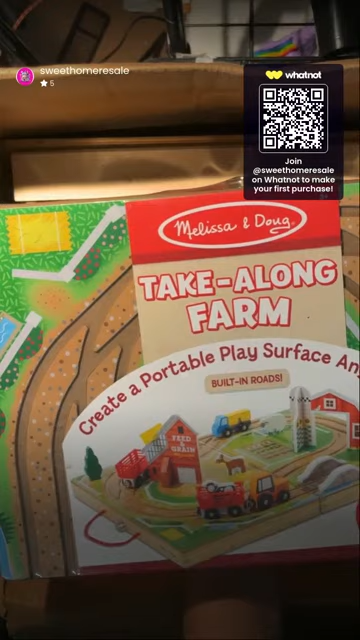 sweethomeresale
5
whatnot
Join
@sweethomeresale
on Whatnot to make
your first purchase!
Melissa & Doug
TAKE-ALONG
FARM
Create a Portable Play Surface An
BUILT-IN ROADS!
FEED
& GRAIN